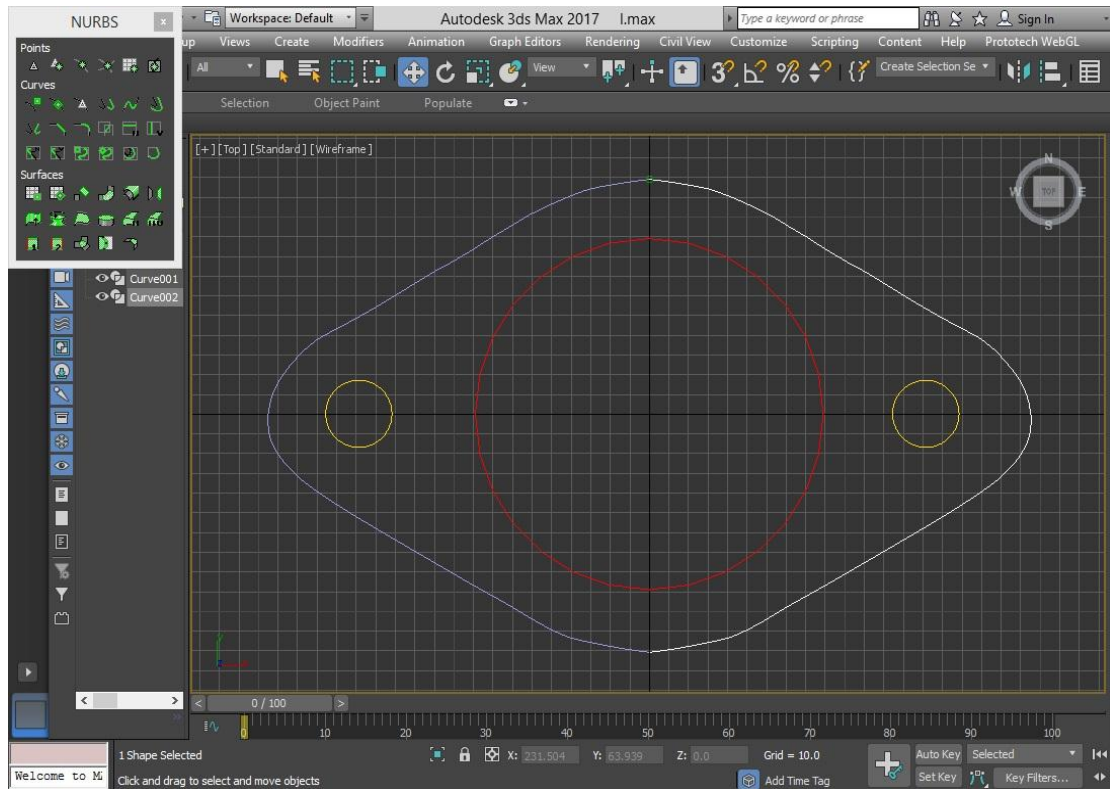 NURBS
x
Workspace: Default
Autodesk 3ds Max 2017 I.max
Type a keyword or phrase
Sign In
Points
Curves
Surfaces
up Views Create Modifiers Animation Graph Editors Rendering Civil View Customize Scripting Content Help Prototech WebGL
All
View
3
Create Selection Se
Selection Object Paint Populate
[+] [Top] [Standard] [Wireframe]
N
W TOP E
S
Curve001
Curve002
y
< >
< 0 / 100 >
0 10 20 30 40 50 60 70 80 90 100
1 Shape Selected
X: 231.504 Y: 63.939 Z: 0.0 Grid = 10.0
Auto Key Selected
Welcome to M
Click and drag to select and move objects
Add Time Tag
Set Key Key Filters...